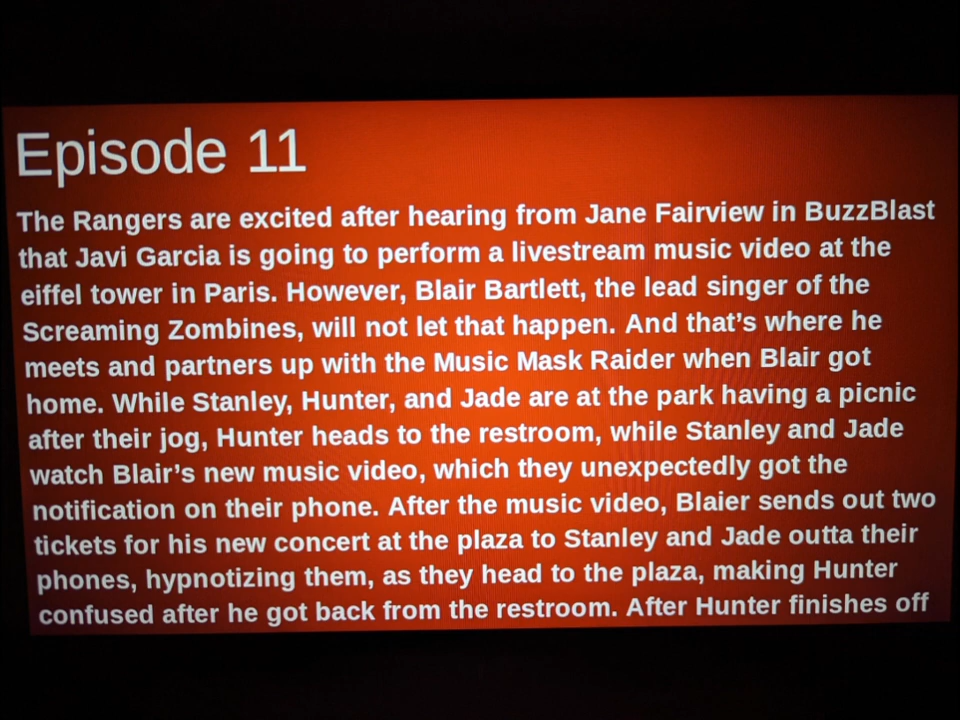 Episode 11
The Rangers are excited after hearing from Jane Fairview in BuzzBlast
that Javi Garcia is going to perform a livestream music video at the
eiffel tower in Paris. However, Blair Bartlett, the lead singer of the
Screaming Zombines, will not let that happen. And that’s where he
meets and partners up with the Music Mask Raider when Blair got
home. While Stanley, Hunter, and Jade are at the park having a picnic
after their jog, Hunter heads to the restroom, while Stanley and Jade
watch Blair’s new music video, which they unexpectedly got the
notification on their phone. After the music video, Blaier sends out two
tickets for his new concert at the plaza to Stanley and Jade outta their
phones, hypnotizing them, as they head to the plaza, making Hunter
confused after he got back from the restroom. After Hunter finishes off